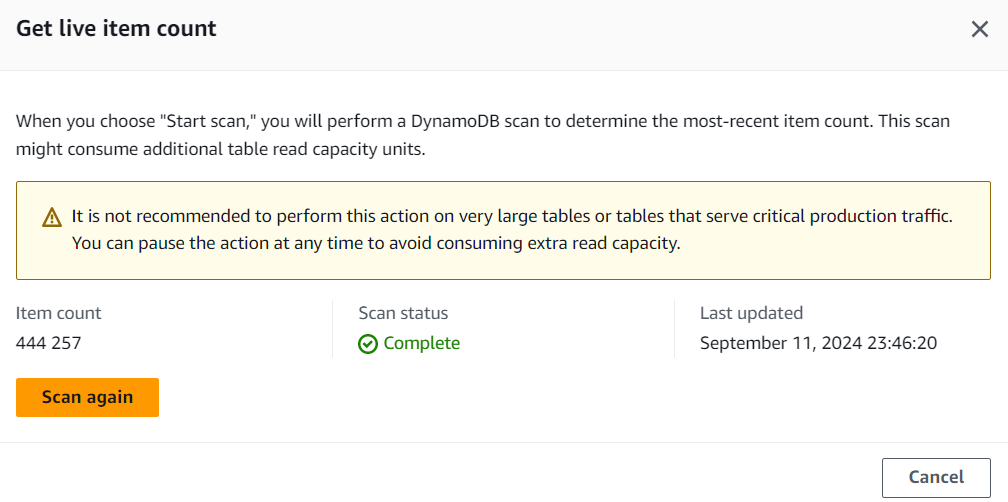 Get live item count
When you choose "Start scan," you will perform a DynamoDB scan to determine the most-recent item count. This scan
might consume additional table read capacity units.
It is not recommended to perform this action on very large tables or tables that serve critical production traffic.
You can pause the action at any time to avoid consuming extra read capacity.
Item count
444 257
Scan status
Complete
Last updated
September 11, 2024 23:46:20
Scan again
Cancel